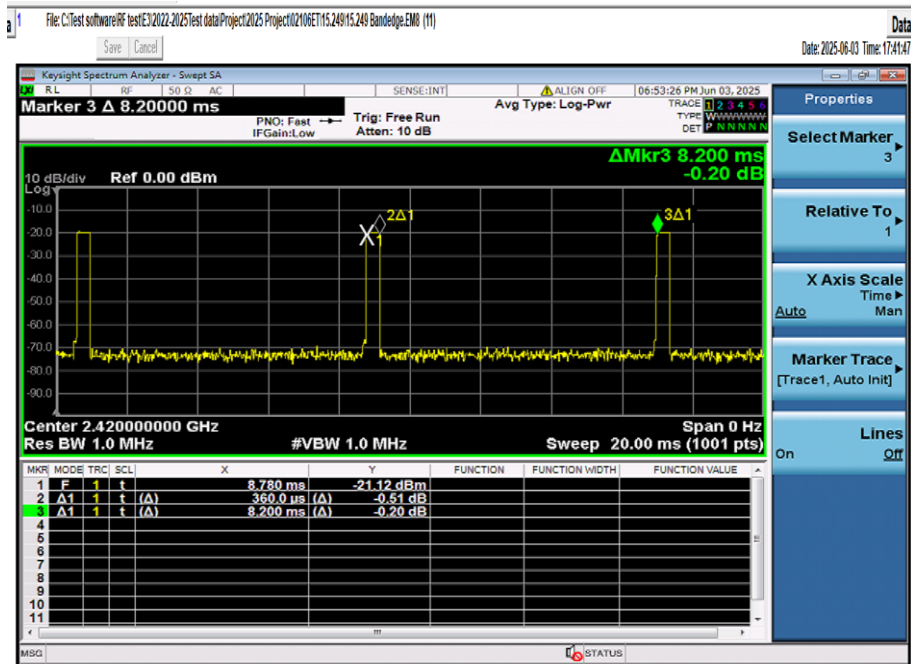 a 1 File: C:\Test software\RF test\E3\2022-2025Test data\Project\2025 Project\02106ET\15.249\15.249 Bandedge.EM8 (11)
Data
Save Cancel
Date: 2025-06-03 Time: 17:41:47
Keysight Spectrum Analyzer - Swept SA
LXI RL RF 50 Ω AC SENSE:INT ALIGN OFF 06:53:26 PM Jun 03, 2025
Marker 3 Δ 8.20000 ms
PNO: Fast
IFGain:Low
Trig: Free Run
Atten: 10 dB
Avg Type: Log-Pwr
TRACE 1 2 3 4 5 6
TYPE WWWWWW
DET P N N N N N
ΔMkr3 8.200 ms
-0.20 dB
10 dB/div Ref 0.00 dBm
Log
-10.0
-20.0
-30.0
-40.0
-50.0
-60.0
-70.0
-80.0
-90.0
X1
2Δ1
3Δ1
Center 2.420000000 GHz Span 0 Hz
Res BW 1.0 MHz #VBW 1.0 MHz Sweep 20.00 ms (1001 pts)
MKR MODE TRC SCL X Y FUNCTION FUNCTION WIDTH FUNCTION VALUE
1 F 1 t 8.780 ms -21.12 dBm
2 Δ1 1 t (Δ) 360.0 µs (Δ) -0.51 dB
3 Δ1 1 t (Δ) 8.200 ms (Δ) -0.20 dB
4
5
6
7
8
9
10
11
MSG STATUS
Properties
Select Marker
3
Relative To
1
X Axis Scale
Time
Auto Man
Marker Trace
[Trace1, Auto Init]
Lines
On Off